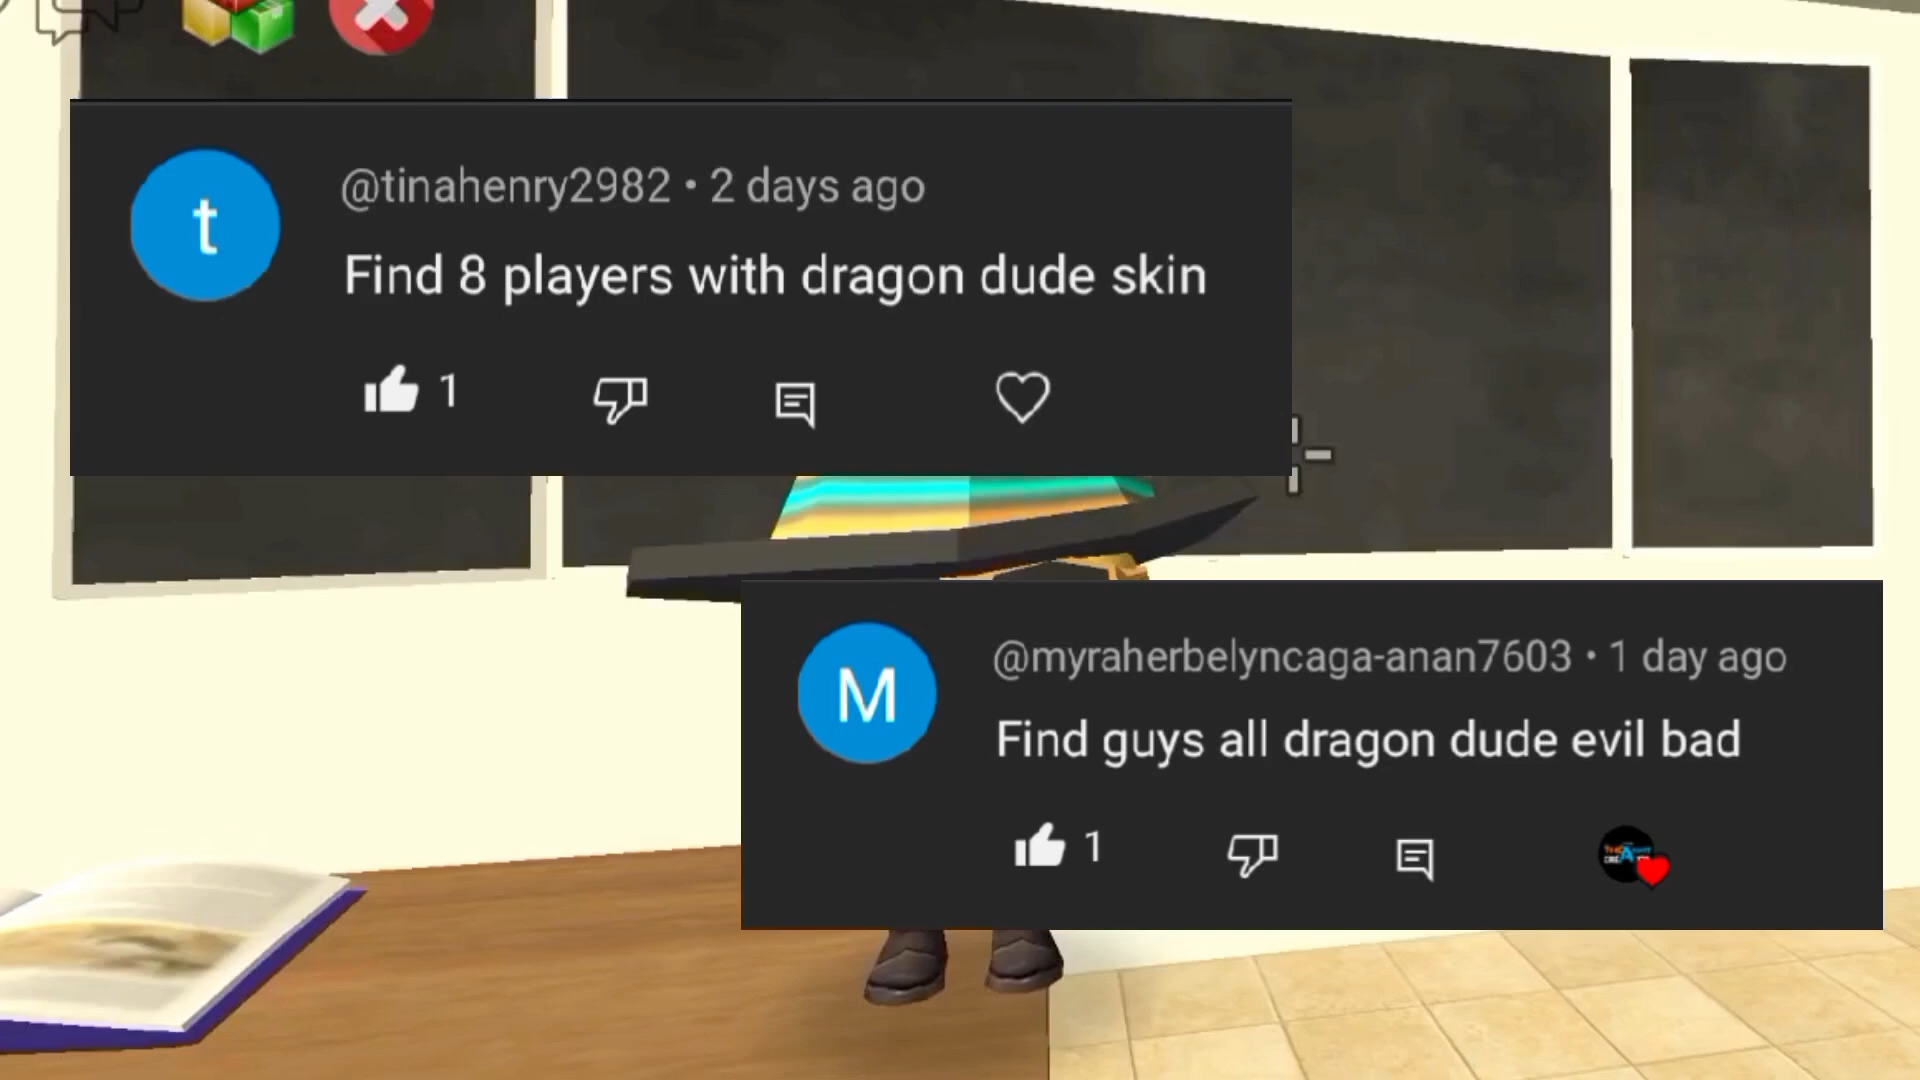 t
@tinahenry2982 • 2 days ago
Find 8 players with dragon dude skin
1
M
@myraherbelyncaga-anan7603 • 1 day ago
Find guys all dragon dude evil bad
1